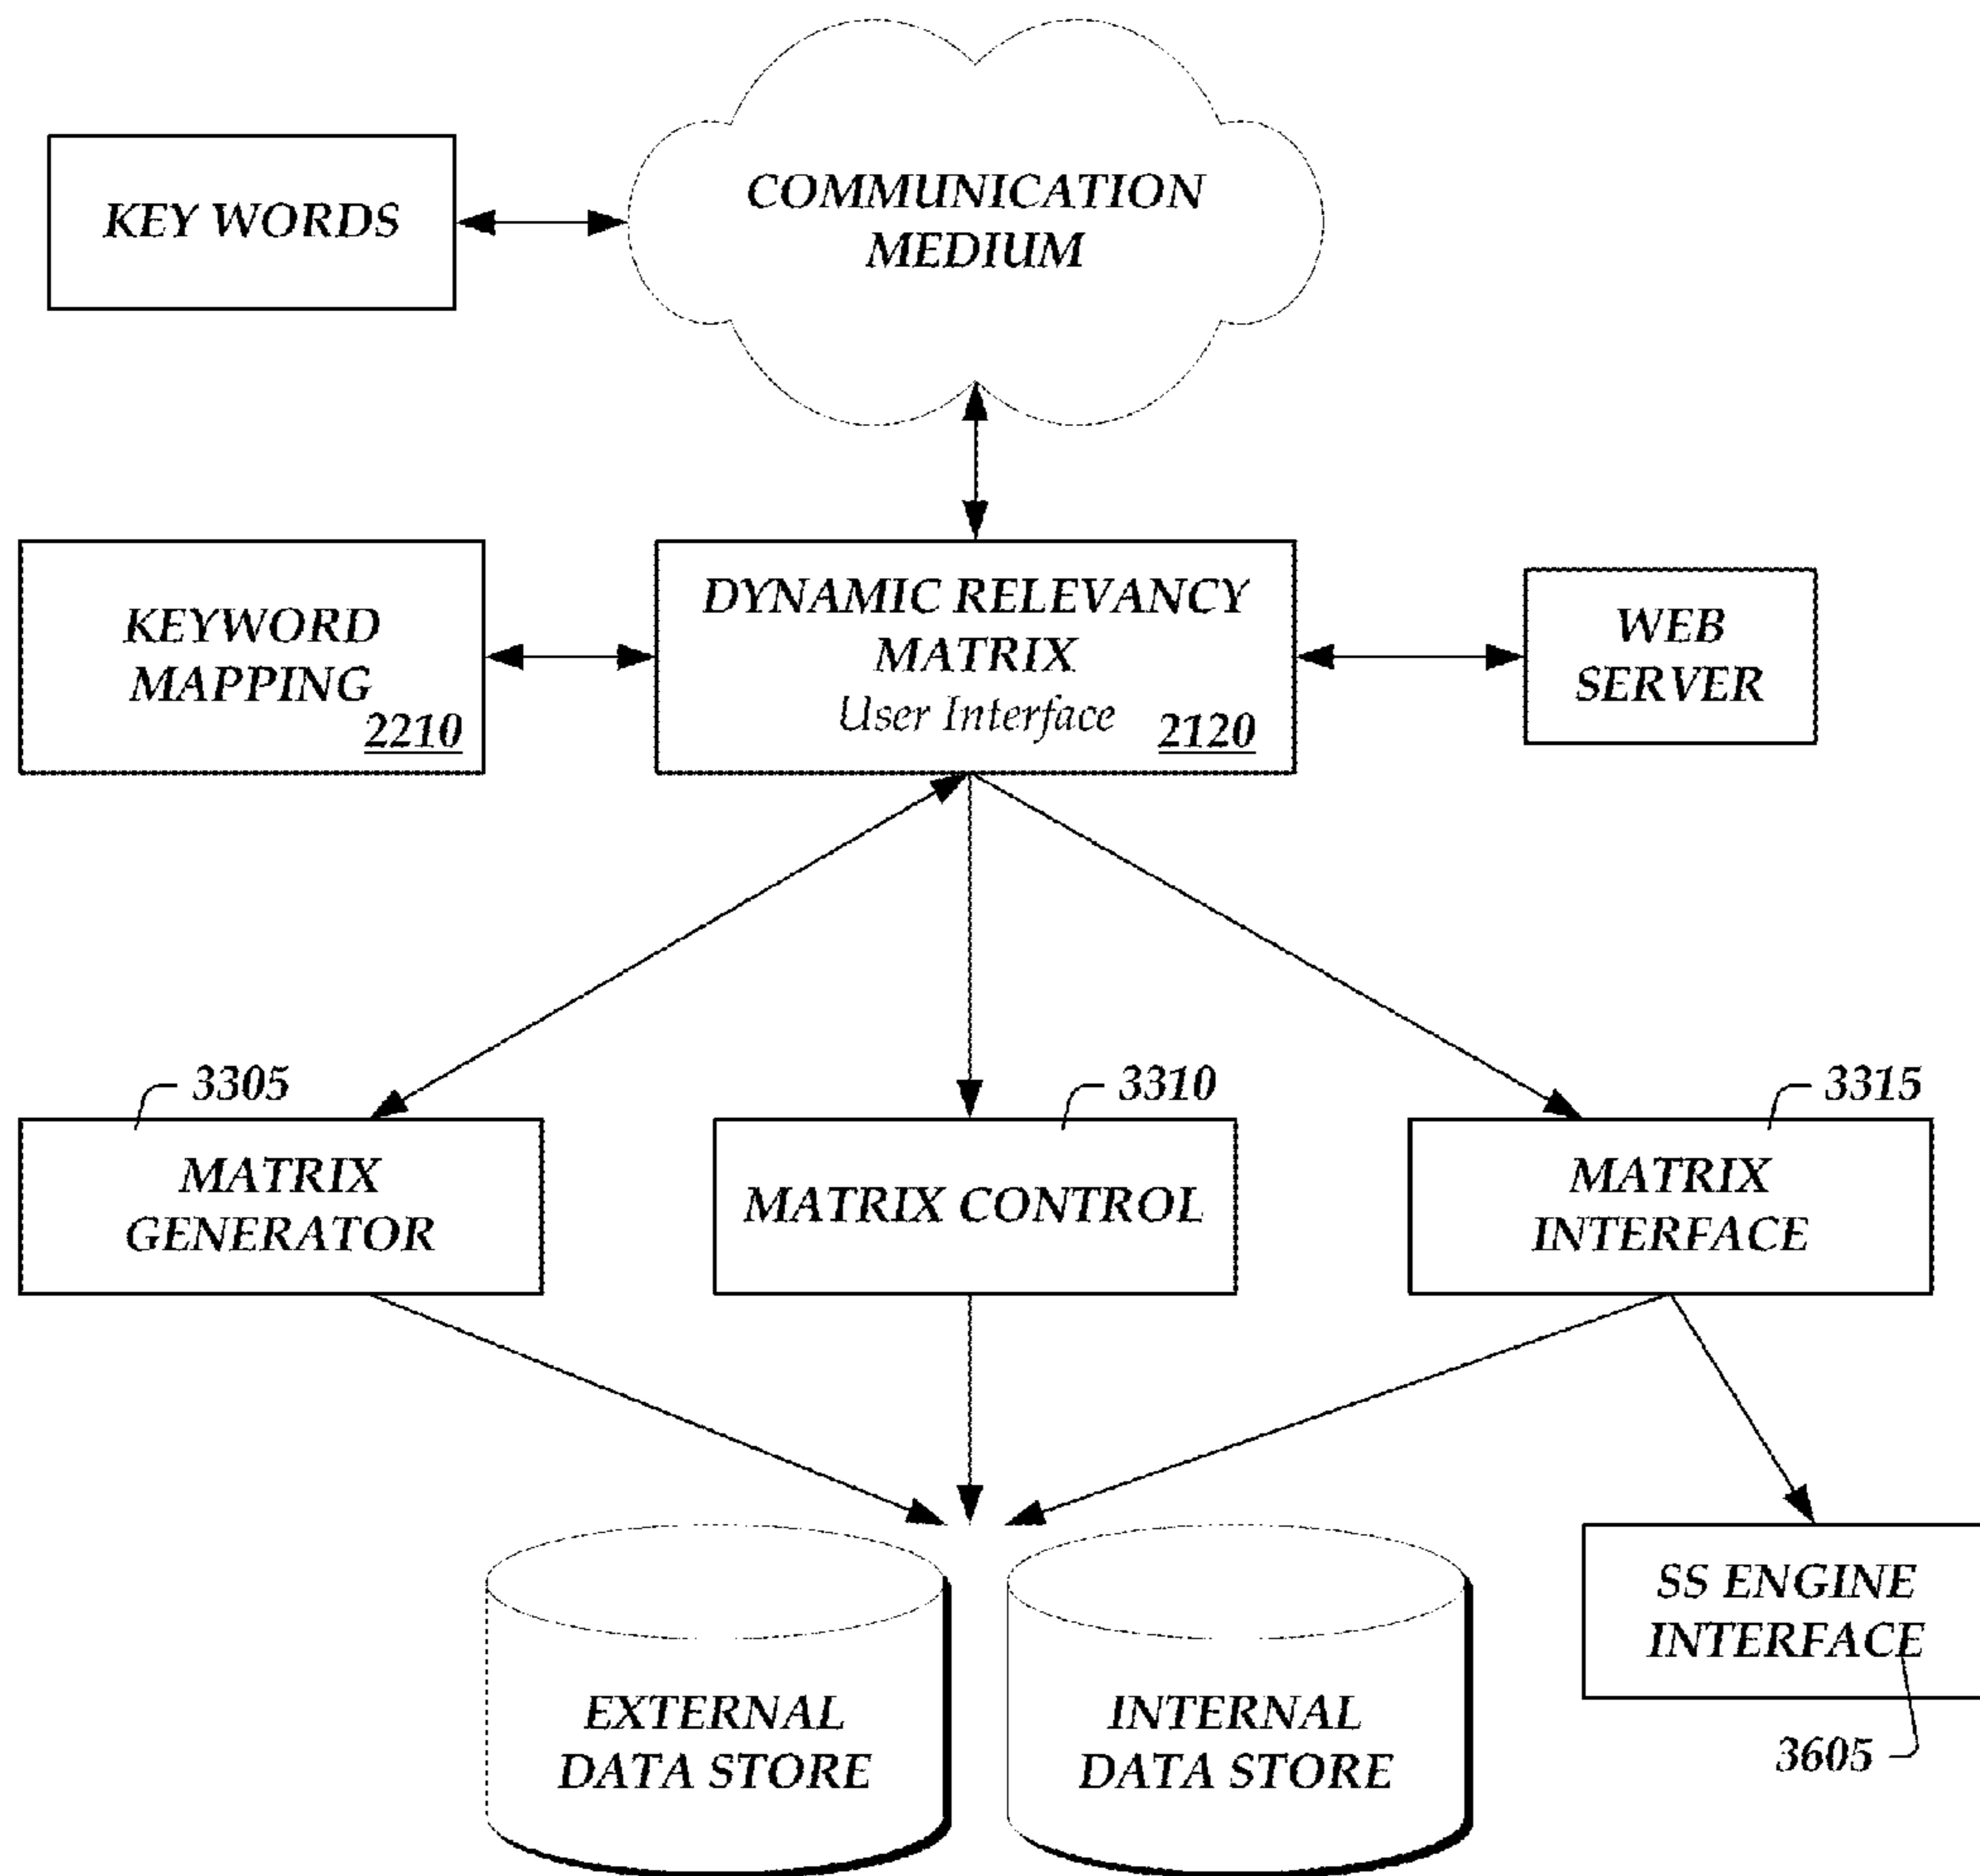 COMMUNICATION
MEDIUM
KEY WORDS
KEYWORD
MAPPING
2210
DYNAMIC RELEVANCY
MATRIX
User Interface
2120
WEB
SERVER
3305
MATRIX
GENERATOR
3310
MATRIX CONTROL
3315
MATRIX
INTERFACE
EXTERNAL
DATA STORE
INTERNAL
DATA STORE
SS ENGINE
INTERFACE
3605